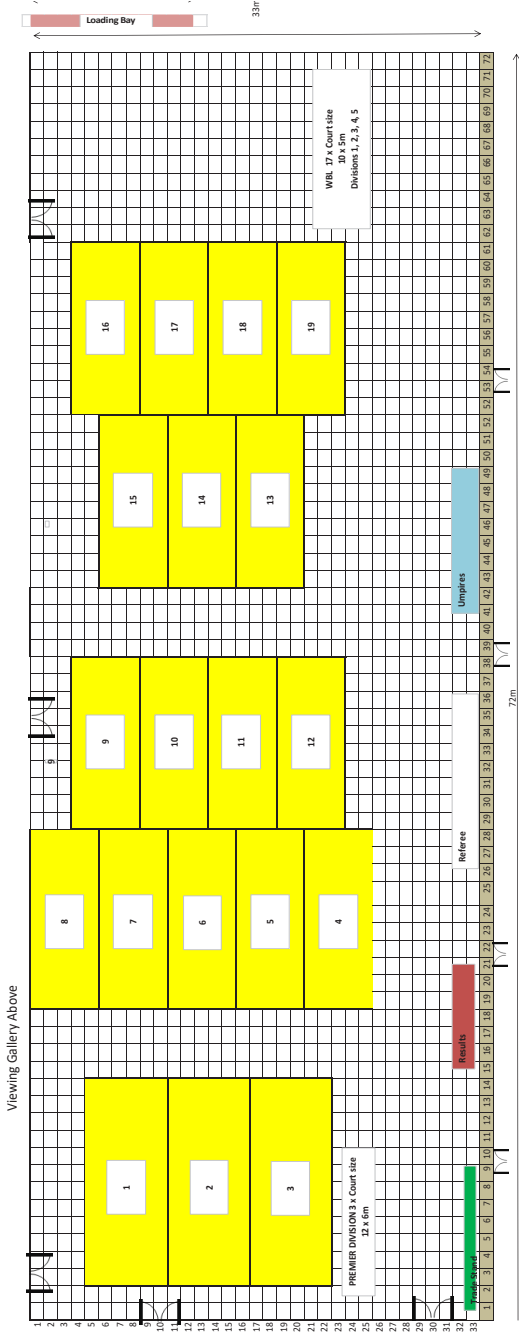 Viewing Gallery Above
Loading Bay
33m
WBL 17 x Court size
10 x 5m
Divisions 1, 2, 3, 4, 5
16
17
18
19
15
14
13
9
9
10
11
12
8
7
6
5
4
1
2
3
PREMIER DIVISION 3 x Court size
12 x 6m
Trade Stand
Results
Referee
Umpires
72m
1 2 3 4 5 6 7 8 9 10 11 12 13 14 15 16 17 18 19 20 21 22 23 24 25 26 27 28 29 30 31 32 33 34 35 36 37 38 39 40 41 42 43 44 45 46 47 48 49 50 51 52 52 53 54 55 56 57 58 59 60 61 62 63 64 65 66 67 68 69 70 71 72
1 2 3 4 5 6 7 8 9 10 11 12 13 14 15 16 17 18 19 20 21 22 23 24 25 26 27 28 29 30 31 32 33